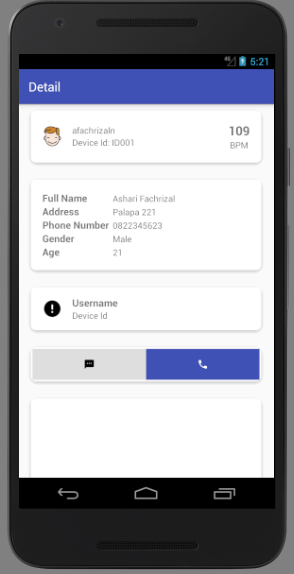 4G 5:21
Detail
afachrizaln
Device Id: ID001
109
BPM
Full Name Ashari Fachrizal
Address Palapa 221
Phone Number 0822345623
Gender Male
Age 21
Username
Device Id